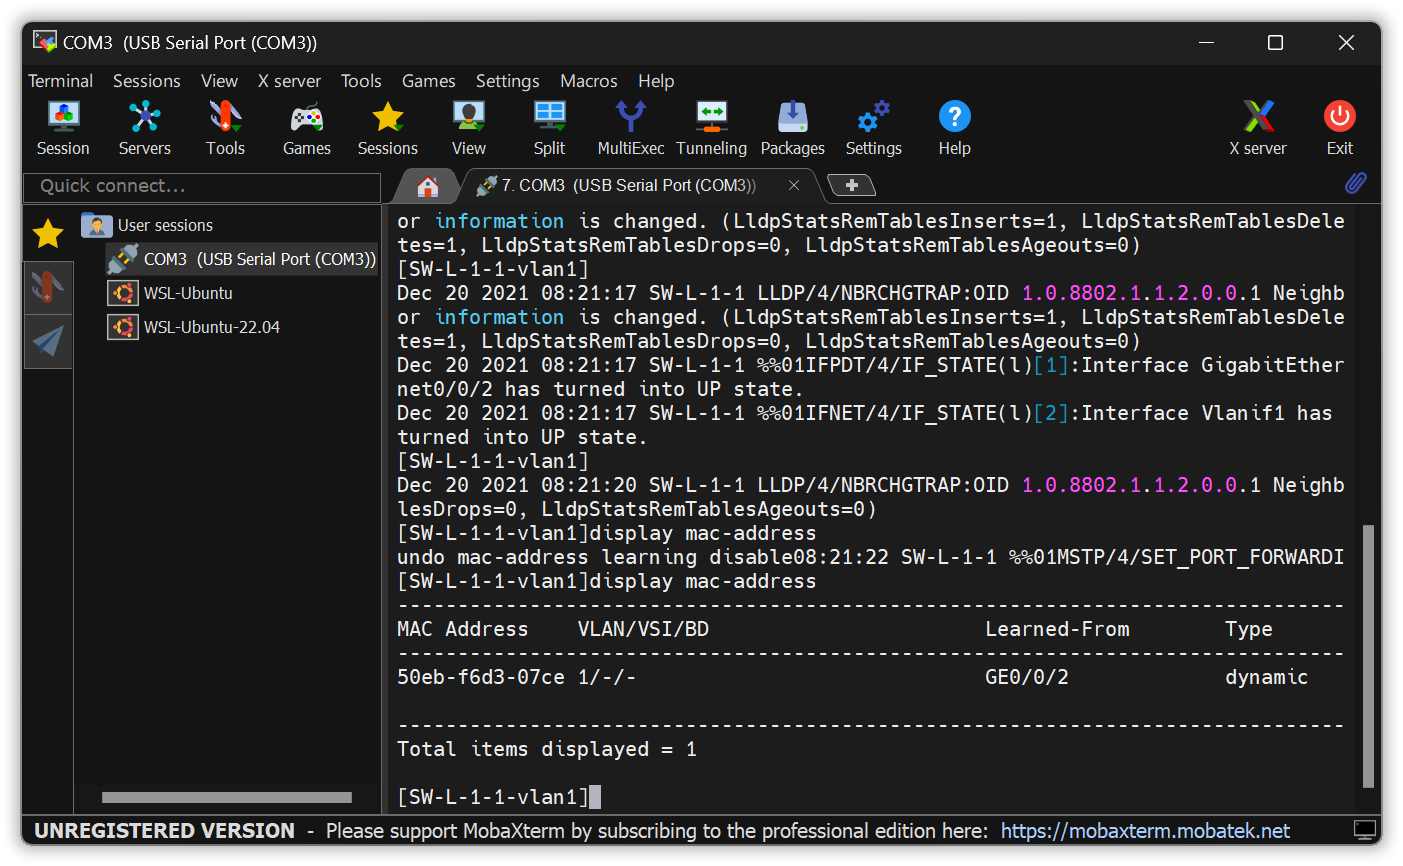 COM3  (USB Serial Port (COM3))
Terminal Sessions View X server Tools Games Settings Macros Help
Session Servers Tools Games Sessions View Split MultiExec Tunneling Packages Settings Help X server Exit
Quick connect...
7. COM3  (USB Serial Port (COM3))
User sessions
COM3  (USB Serial Port (COM3))
WSL-Ubuntu
WSL-Ubuntu-22.04
or information is changed. (LldpStatsRemTablesInserts=1, LldpStatsRemTablesDele
tes=1, LldpStatsRemTablesDrops=0, LldpStatsRemTablesAgeouts=0)
[SW-L-1-1-vlan1]
Dec 20 2021 08:21:17 SW-L-1-1 LLDP/4/NBRCHGTRAP:OID 1.0.8802.1.1.2.0.0.1 Neighb
or information is changed. (LldpStatsRemTablesInserts=1, LldpStatsRemTablesDele
tes=1, LldpStatsRemTablesDrops=0, LldpStatsRemTablesAgeouts=0)
Dec 20 2021 08:21:17 SW-L-1-1 %%01IFPDT/4/IF_STATE(l)[1]:Interface GigabitEther
net0/0/2 has turned into UP state.
Dec 20 2021 08:21:17 SW-L-1-1 %%01IFNET/4/IF_STATE(l)[2]:Interface Vlanif1 has
turned into UP state.
[SW-L-1-1-vlan1]
Dec 20 2021 08:21:20 SW-L-1-1 LLDP/4/NBRCHGTRAP:OID 1.0.8802.1.1.2.0.0.1 Neighb
lesDrops=0, LldpStatsRemTablesAgeouts=0)
[SW-L-1-1-vlan1]display mac-address
undo mac-address learning disable08:21:22 SW-L-1-1 %%01MSTP/4/SET_PORT_FORWARDI
[SW-L-1-1-vlan1]display mac-address
-------------------------------------------------------------------------------
MAC Address    VLAN/VSI/BD                       Learned-From        Type
-------------------------------------------------------------------------------
50eb-f6d3-07ce 1/-/-                             GE0/0/2             dynamic
-------------------------------------------------------------------------------
Total items displayed = 1
[SW-L-1-1-vlan1]
UNREGISTERED VERSION  -  Please support MobaXterm by subscribing to the professional edition here:  https://mobaxterm.mobatek.net